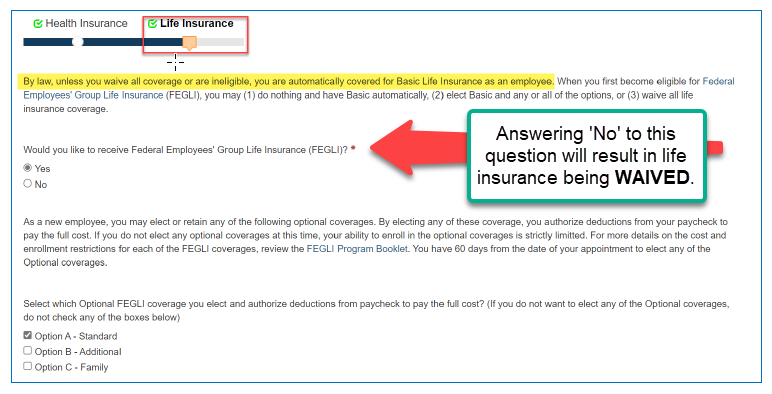 Health Insurance
Life Insurance
By law, unless you waive all coverage or are ineligible, you are automatically covered for Basic Life Insurance as an employee. When you first become eligible for Federal
Employees' Group Life Insurance (FEGLI), you may (1) do nothing and have Basic automatically, (2) elect Basic and any or all of the options, or (3) waive all life
insurance coverage.
Would you like to receive Federal Employees' Group Life Insurance (FEGLI)? *
Yes
No
Answering 'No' to this
question will result in life
insurance being WAIVED.
As a new employee, you may elect or retain any of the following optional coverages. By electing any of these coverage, you authorize deductions from your paycheck to
pay the full cost. If you do not elect any optional coverages at this time, your ability to enroll in the optional coverages is strictly limitted. For more details on the cost and
enrollment restrictions for each of the FEGLI coverages, review the FEGLI Program Booklet. You have 60 days from the date of your appointment to elect any of the
Optional coverages.
Select which Optional FEGLI coverage you elect and authorize deductions from paycheck to pay the full cost? (If you do not want to elect any of the Optional coverages,
do not check any of the boxes below)
Option A - Standard
Option B - Additional
Option C - Family